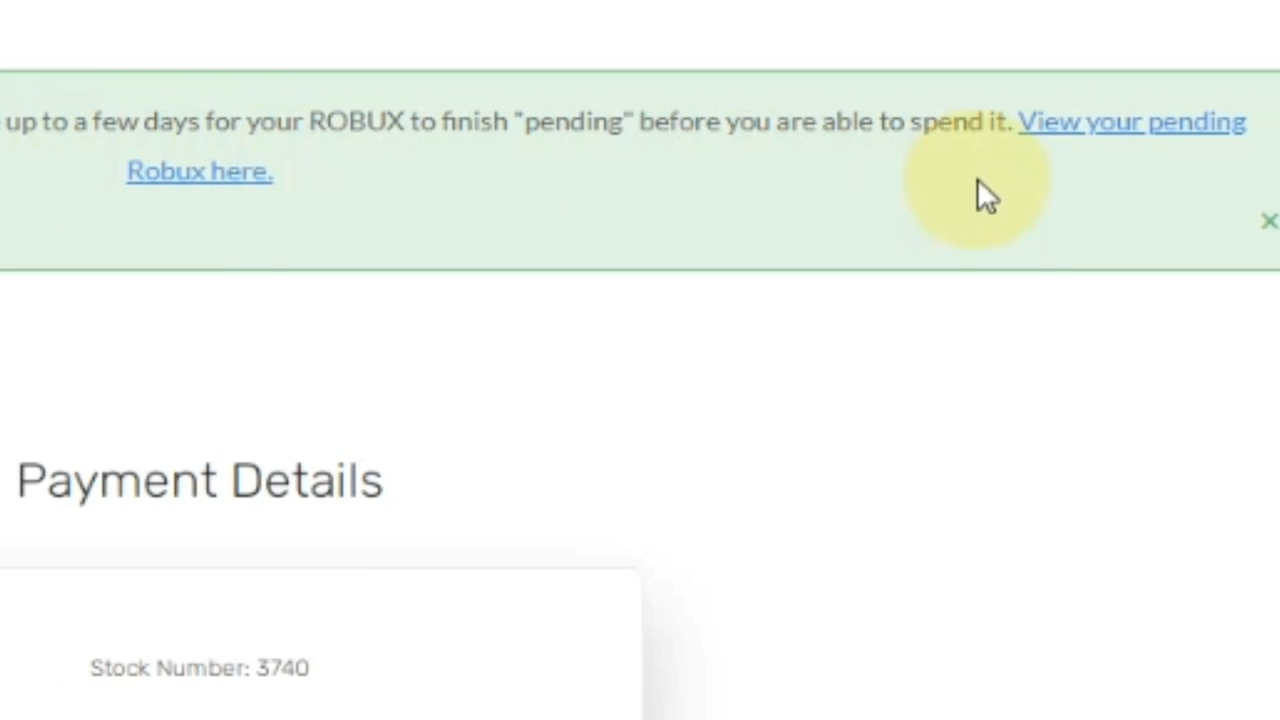 up to a few days for your ROBUX to finish "pending" before you are able to spend it. View your pending
Robux here.
×
Payment Details
Stock Number: 3740